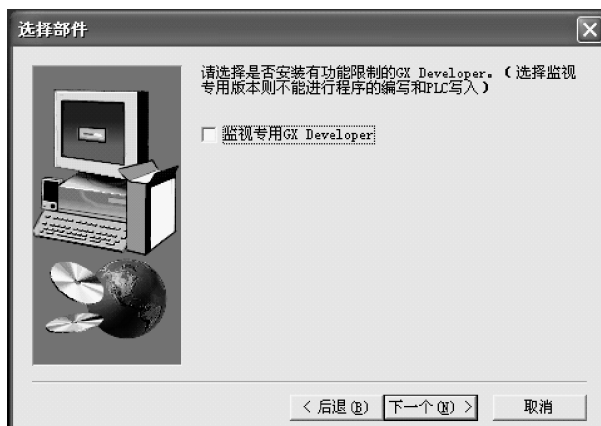 选择部件
请选择是否安装有功能限制的GX Developer。（选择监视
专用版本则不能进行程序的编写和PLC写入）
监视专用GX Developer
< 后退(B) 下一个(N) > 取消